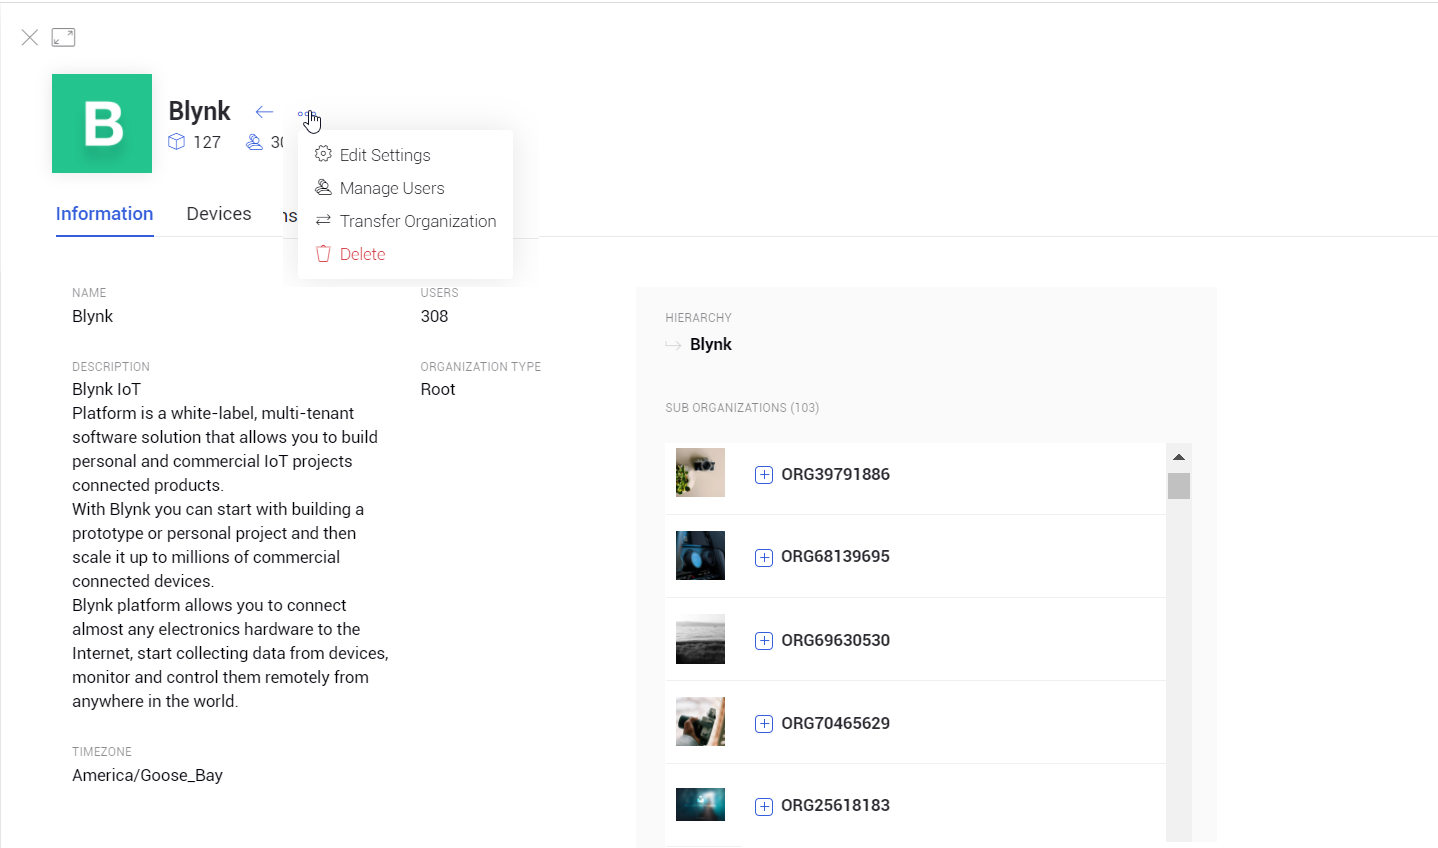 B
Blynk
127
Edit Settings
Manage Users
Transfer Organization
Delete
Information
Devices
NAME
Blynk
USERS
308
DESCRIPTION
Blynk IoT
Platform is a white-label, multi-tenant
software solution that allows you to build
personal and commercial IoT projects
connected products.
With Blynk you can start with building a
prototype or personal project and then
scale it up to millions of commercial
connected devices.
Blynk platform allows you to connect
almost any electronics hardware to the
Internet, start collecting data from devices,
monitor and control them remotely from
anywhere in the world.
ORGANIZATION TYPE
Root
TIMEZONE
America/Goose_Bay
HIERARCHY
Blynk
SUB ORGANIZATIONS (103)
ORG39791886
ORG68139695
ORG69630530
ORG70465629
ORG25618183